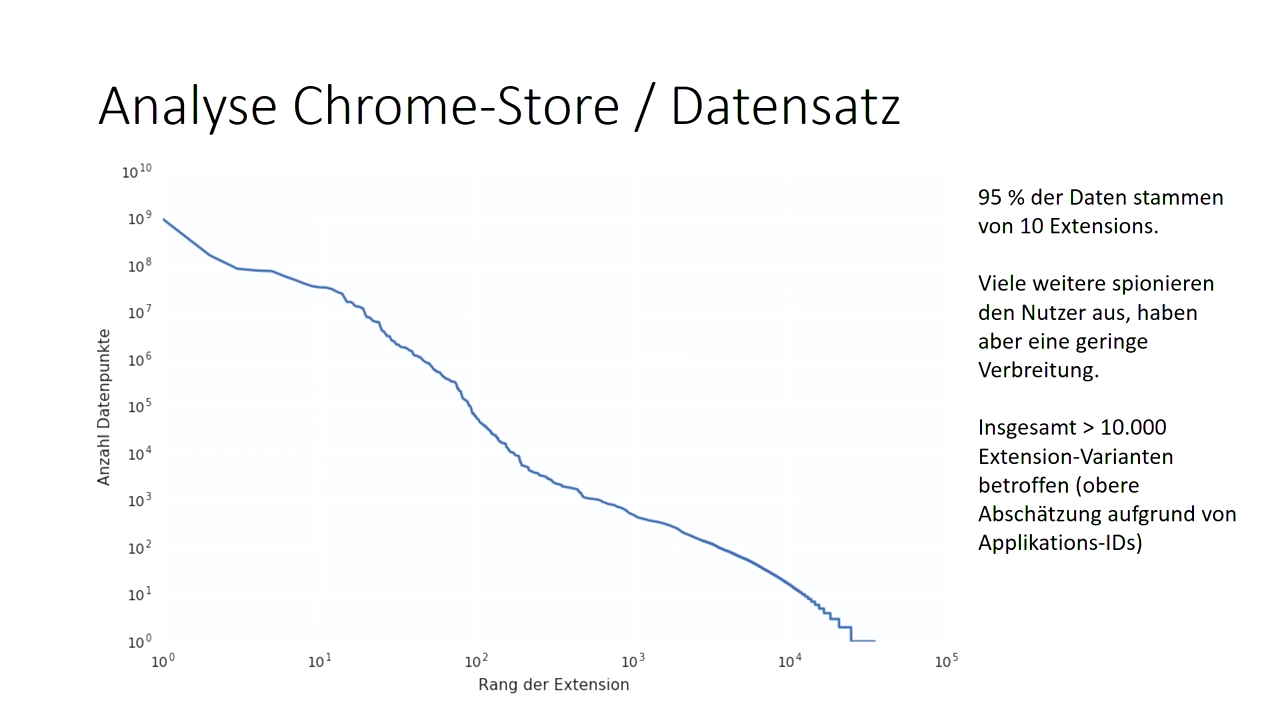 Analyse Chrome-Store / Datensatz
10^10
10^9
10^8
10^7
10^6
10^5
10^4
10^3
10^2
10^1
10^0
Anzahl Datenpunkte
10^0 10^1 10^2 10^3 10^4 10^5
Rang der Extension
95 % der Daten stammen
von 10 Extensions.
Viele weitere spionieren
den Nutzer aus, haben
aber eine geringe
Verbreitung.
Insgesamt > 10.000
Extension-Varianten
betroffen (obere
Abschätzung aufgrund von
Applikations-IDs)